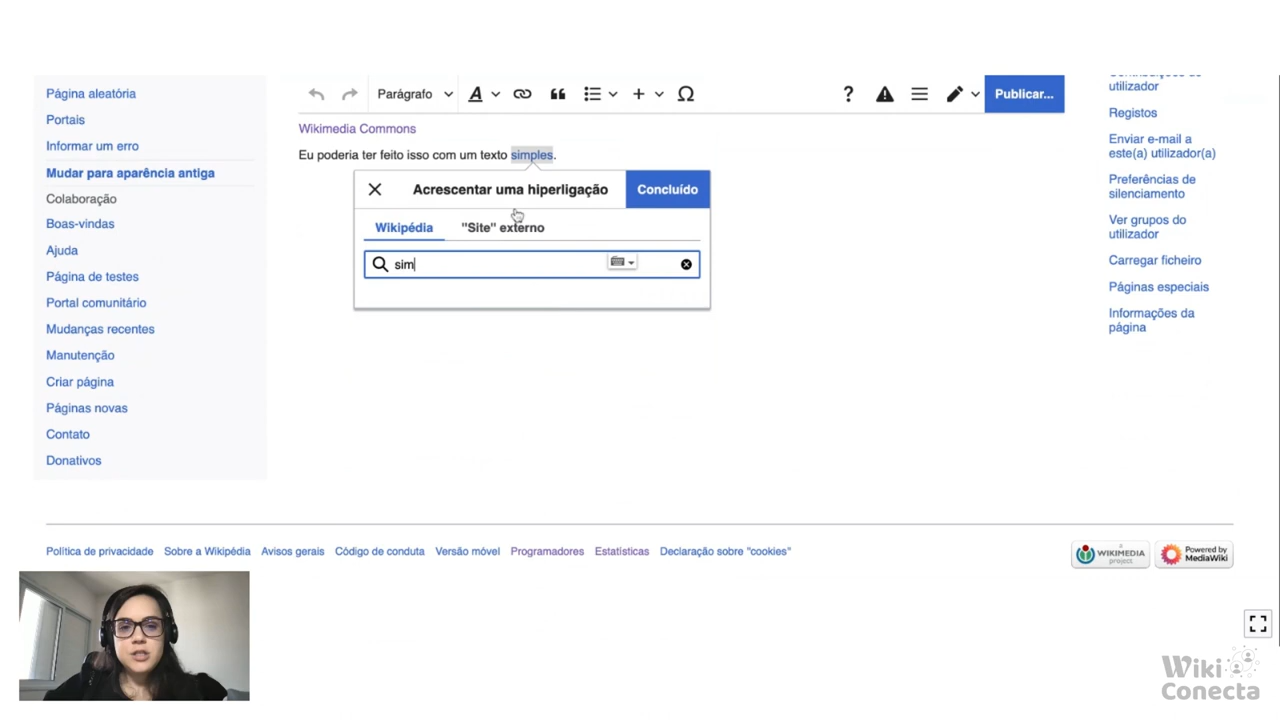 Página aleatória
Portais
Informar um erro
Mudar para aparência antiga
Colaboração
Boas-vindas
Ajuda
Página de testes
Portal comunitário
Mudanças recentes
Manutenção
Criar página
Páginas novas
Contato
Donativos
Parágrafo
A
Ω
?
Publicar...
Wikimedia Commons
Eu poderia ter feito isso com um texto simples.
Acrescentar uma hiperligação
Concluído
Wikipédia
"Site" externo
sim
utilizador
Registos
Enviar e-mail a
este(a) utilizador(a)
Preferências de
silenciamento
Ver grupos do
utilizador
Carregar ficheiro
Páginas especiais
Informações da
página
Política de privacidade Sobre a Wikipédia Avisos gerais Código de conduta Versão móvel Programadores Estatísticas Declaração sobre "cookies"
A
WIKIMEDIA
project
Powered by
MediaWiki
Wiki
Conecta